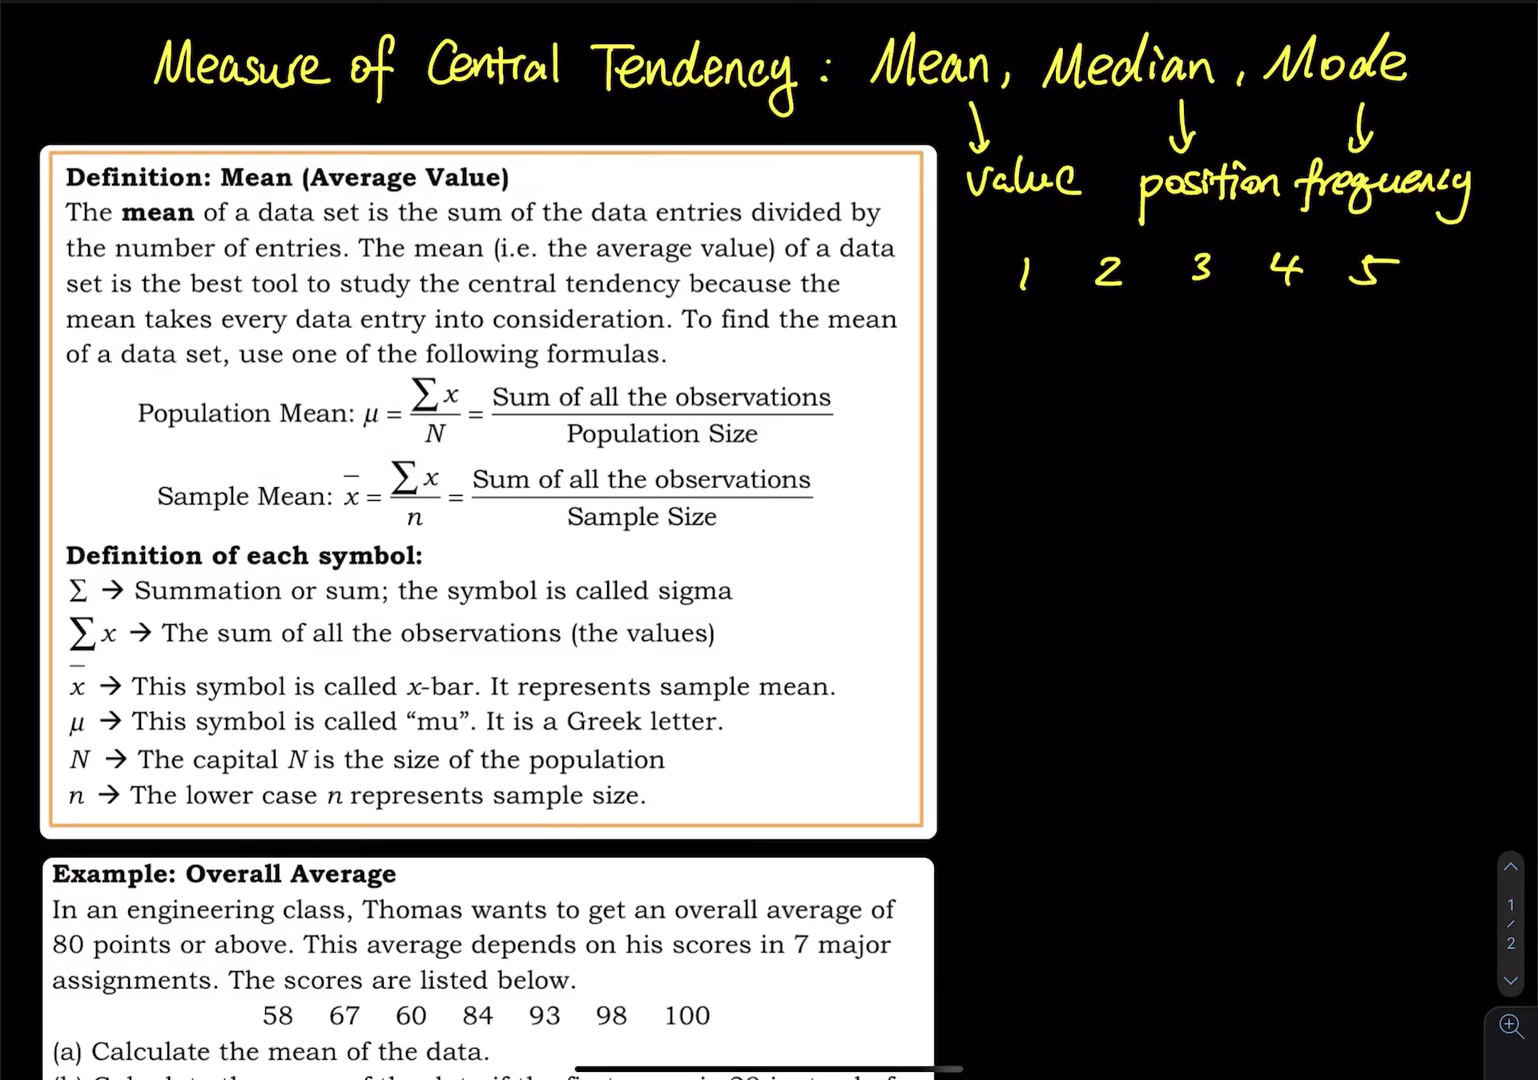 Measure of Central Tendency : Mean, Median, Mode
↓ ↓ ↓
value position frequency
1 2 3 4 5
Definition: Mean (Average Value)
The mean of a data set is the sum of the data entries divided by
the number of entries. The mean (i.e. the average value) of a data
set is the best tool to study the central tendency because the
mean takes every data entry into consideration. To find the mean
of a data set, use one of the following formulas.
Population Mean: μ = ∑x / N = Sum of all the observations / Population Size
Sample Mean: x̄ = ∑x / n = Sum of all the observations / Sample Size
Definition of each symbol:
Σ → Summation or sum; the symbol is called sigma
∑x → The sum of all the observations (the values)
x̄ → This symbol is called x-bar. It represents sample mean.
μ → This symbol is called “mu”. It is a Greek letter.
N → The capital N is the size of the population
n → The lower case n represents sample size.
Example: Overall Average
In an engineering class, Thomas wants to get an overall average of
80 points or above. This average depends on his scores in 7 major
assignments. The scores are listed below.
58 67 60 84 93 98 100
(a) Calculate the mean of the data.
1
/
2